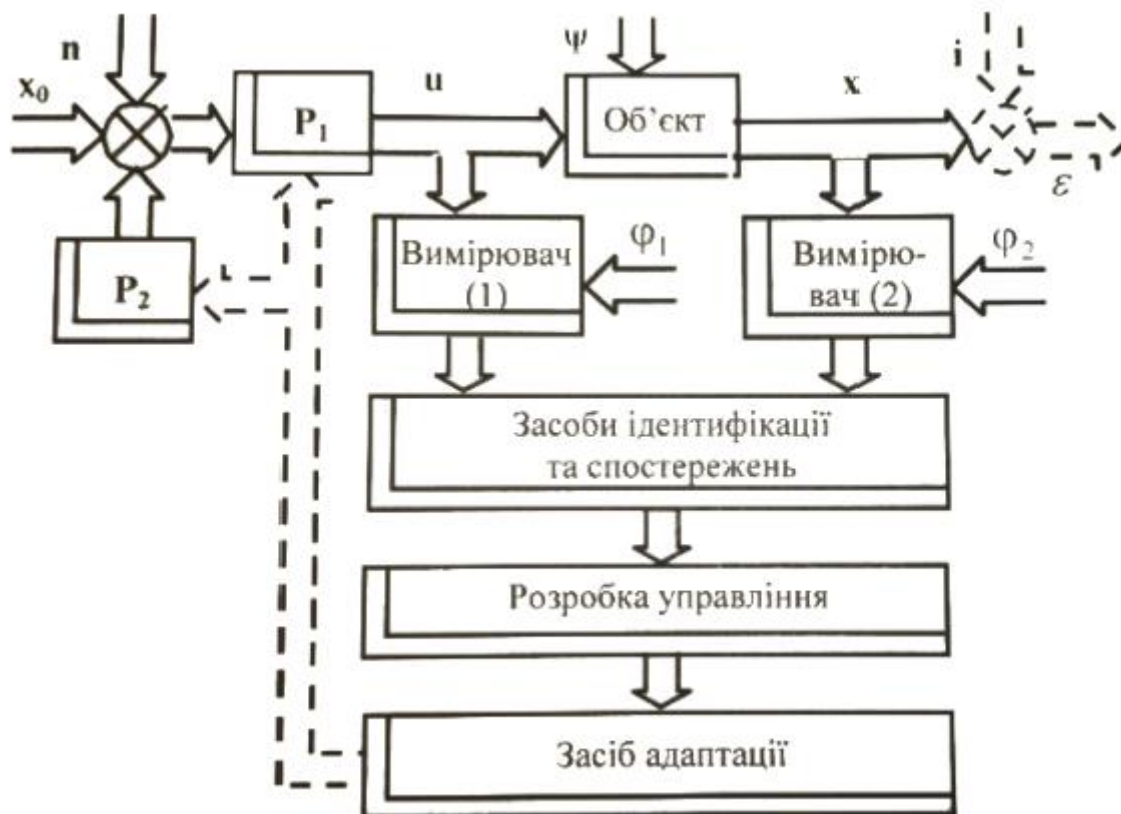 n
ψ
i
x₀
P₁
u
Об’єкт
x
ε
P₂
Вимірювач
(1)
φ₁
Вимірю-
вач (2)
φ₂
Засоби ідентифікації
та спостережень
Розробка управління
Засіб адаптації